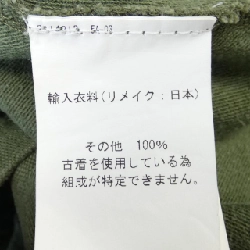 輸入衣料(リメイク：日本)
その他 100%
古着を使用している為
組成が特定できません。